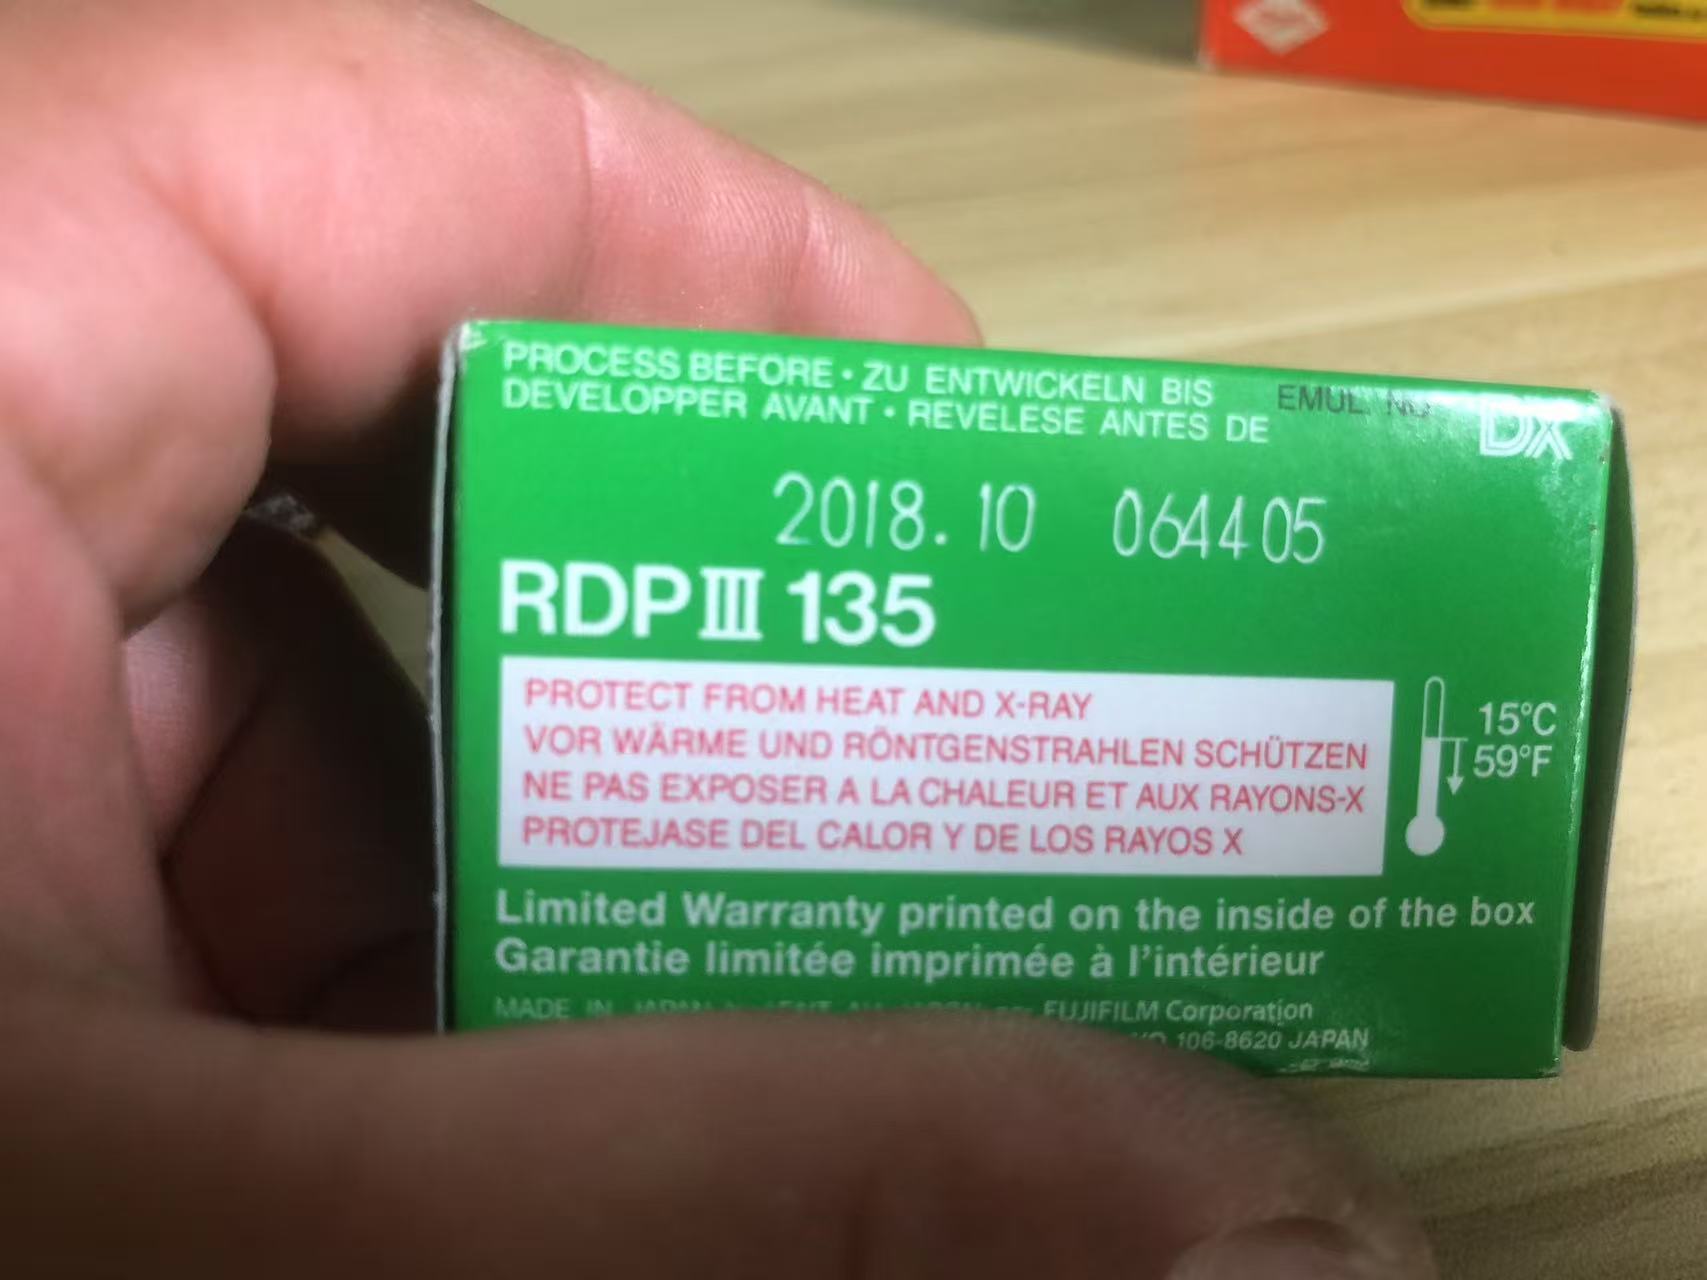 PROCESS BEFORE・ZU ENTWICKELN BIS
DEVELOPPER AVANT・REVELESE ANTES DE
EMUL. NO
DX
2018.10 064405
RDP III 135
PROTECT FROM HEAT AND X-RAY
VOR WÄRME UND RÖNTGENSTRAHLEN SCHÜTZEN
NE PAS EXPOSER A LA CHALEUR ET AUX RAYONS-X
PROTEJASE DEL CALOR Y DE LOS RAYOS X
15°C
59°F
Limited Warranty printed on the inside of the box
Garantie limitée imprimée à l'intérieur
MADE IN JAPAN FUJIFILM Corporation
106-8620 JAPAN